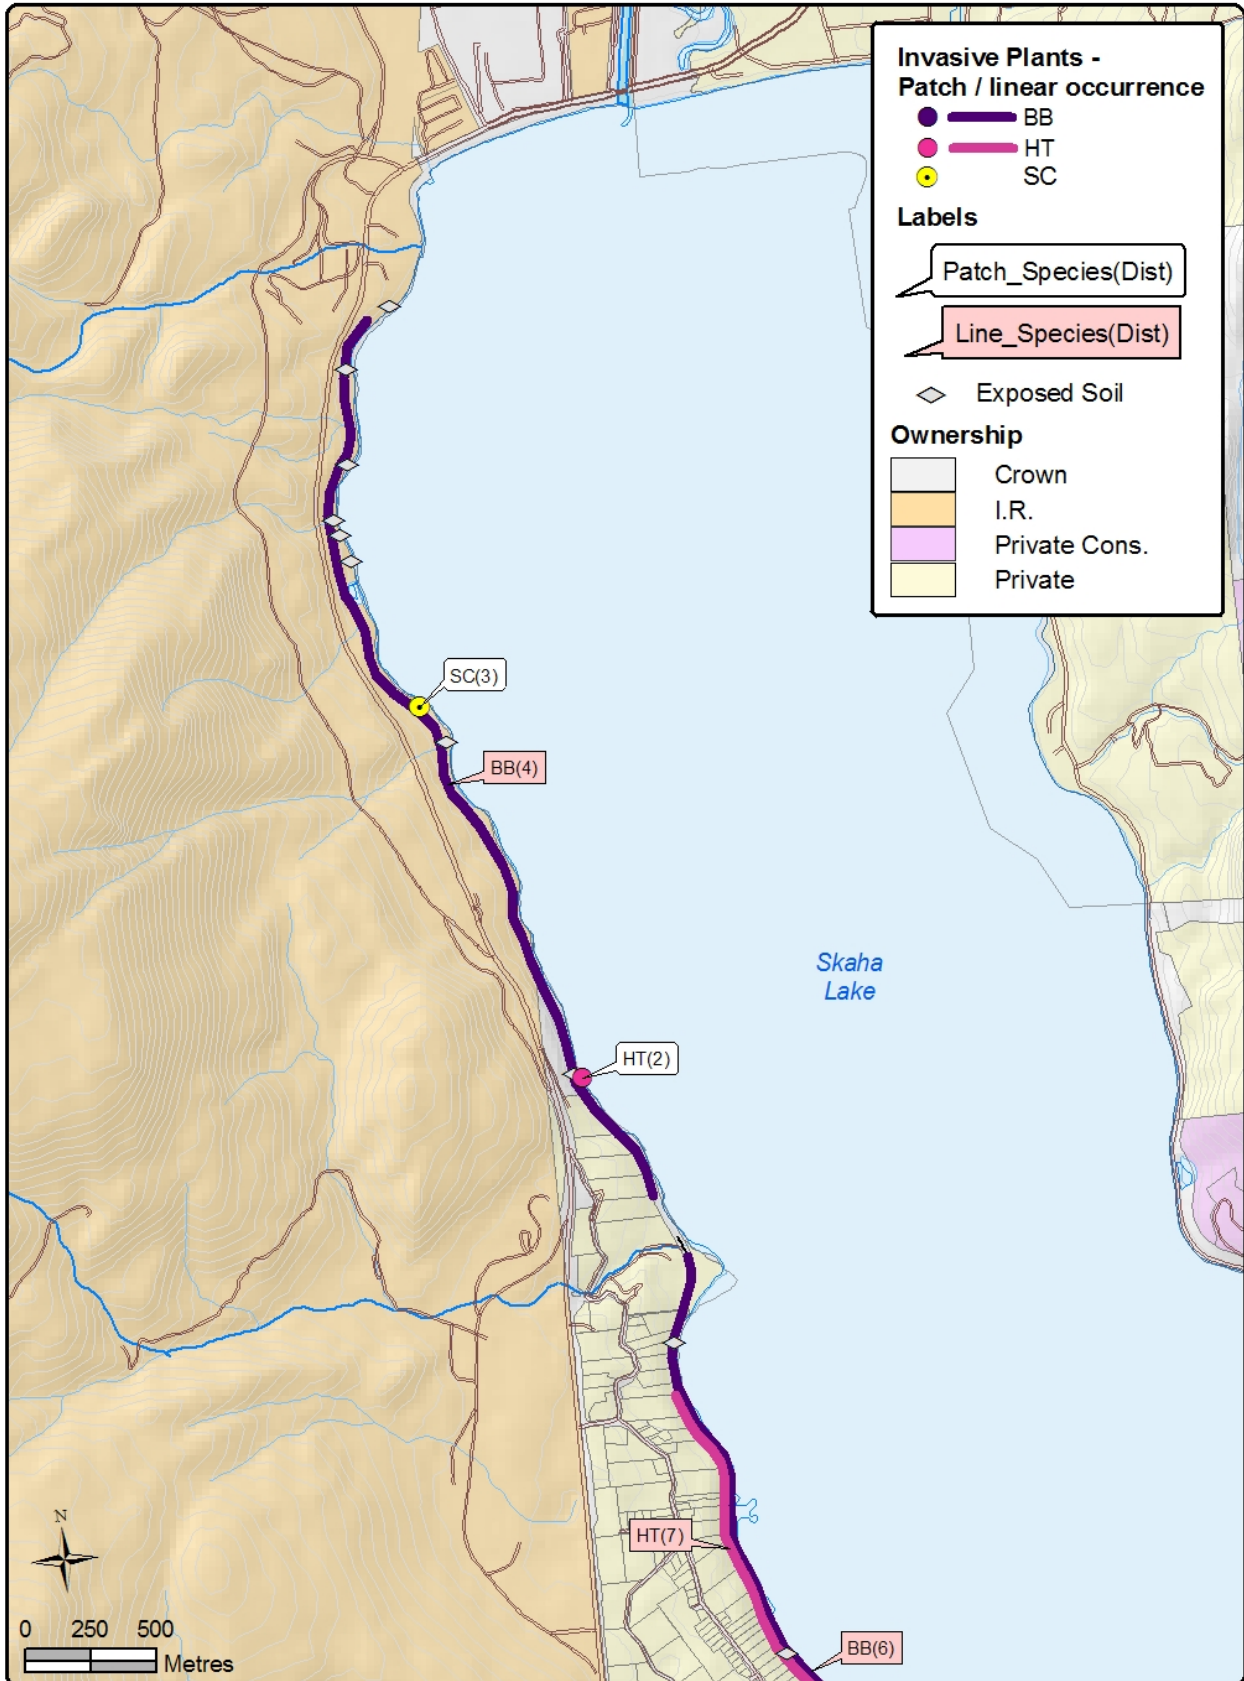 Invasive Plants -
Patch / linear occurrence
BB
HT
SC
Labels
Patch_Species(Dist)
Line_Species(Dist)
Exposed Soil
Ownership
Crown
I.R.
Private Cons.
Private
SC(3)
BB(4)
Skaha
Lake
HT(2)
HT(7)
BB(6)
N
0 250 500
Metres